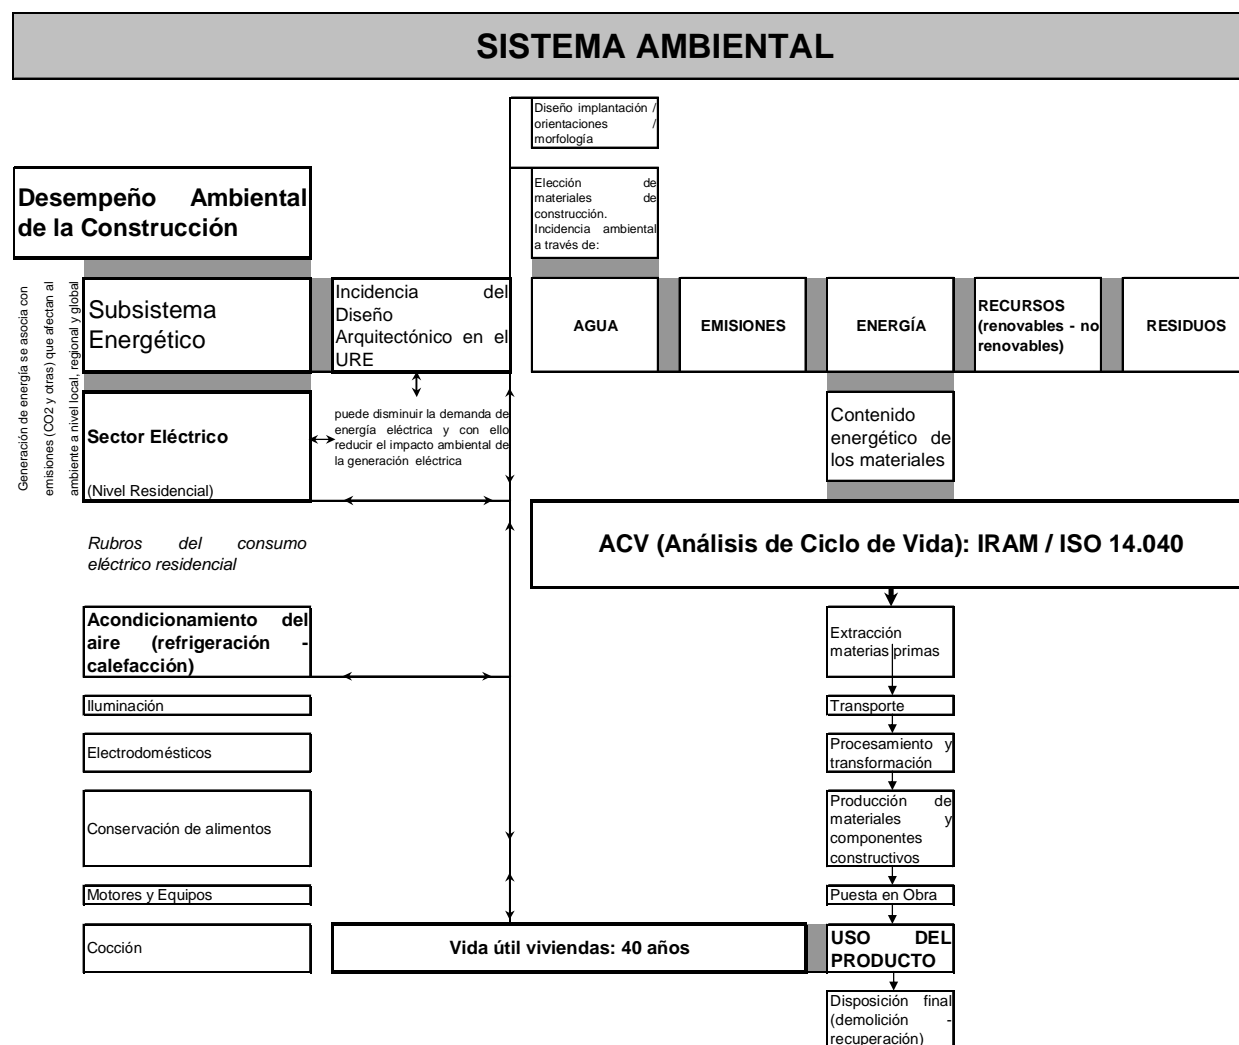 SISTEMA AMBIENTAL
Diseño implantación /
orientaciones /
morfología
Desempeño Ambiental
de la Construcción
Elección de
materiales de
construcción.
Incidencia ambiental
a través de:
Generación de energía se asocia con
emisiones (CO2 y otras) que afectan al
ambiente a nivel local, regional y global
Subsistema
Energético
Incidencia del
Diseño
Arquitectónico en el
URE
AGUA
EMISIONES
ENERGÍA
RECURSOS
(renovables - no
renovables)
RESIDUOS
Sector Eléctrico
(Nivel Residencial)
puede disminuir la demanda de
energía eléctrica y con ello
reducir el impacto ambiental de
la generación eléctrica
Contenido
energético de
los materiales
ACV (Análisis de Ciclo de Vida): IRAM / ISO 14.040
Rubros del consumo
eléctrico residencial
Acondicionamiento del
aire (refrigeración -
calefacción)
Iluminación
Electrodomésticos
Conservación de alimentos
Motores y Equipos
Cocción
Extracción
materias primas
Transporte
Procesamiento y
transformación
Producción de
materiales y
componentes
constructivos
Puesta en Obra
Vida útil viviendas: 40 años
USO DEL
PRODUCTO
Disposición final
(demolición -
recuperación)